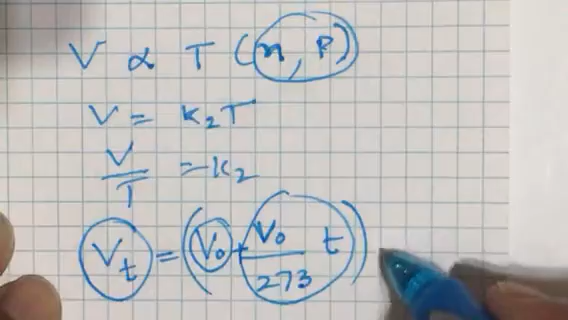 V ∝ T (n, P)
V = K₂T
V/T = K₂
Vₜ = (V₀ + V₀/273 t)